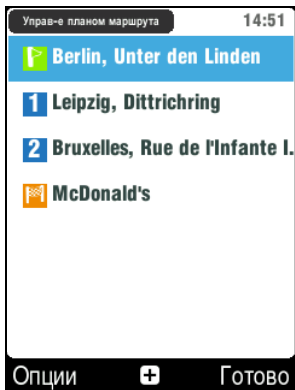 Управ-е планом маршрута 14:51
Berlin, Unter den Linden
1 Leipzig, Dittrichring
2 Bruxelles, Rue de l'Infante I.
McDonald's
Опции Готово